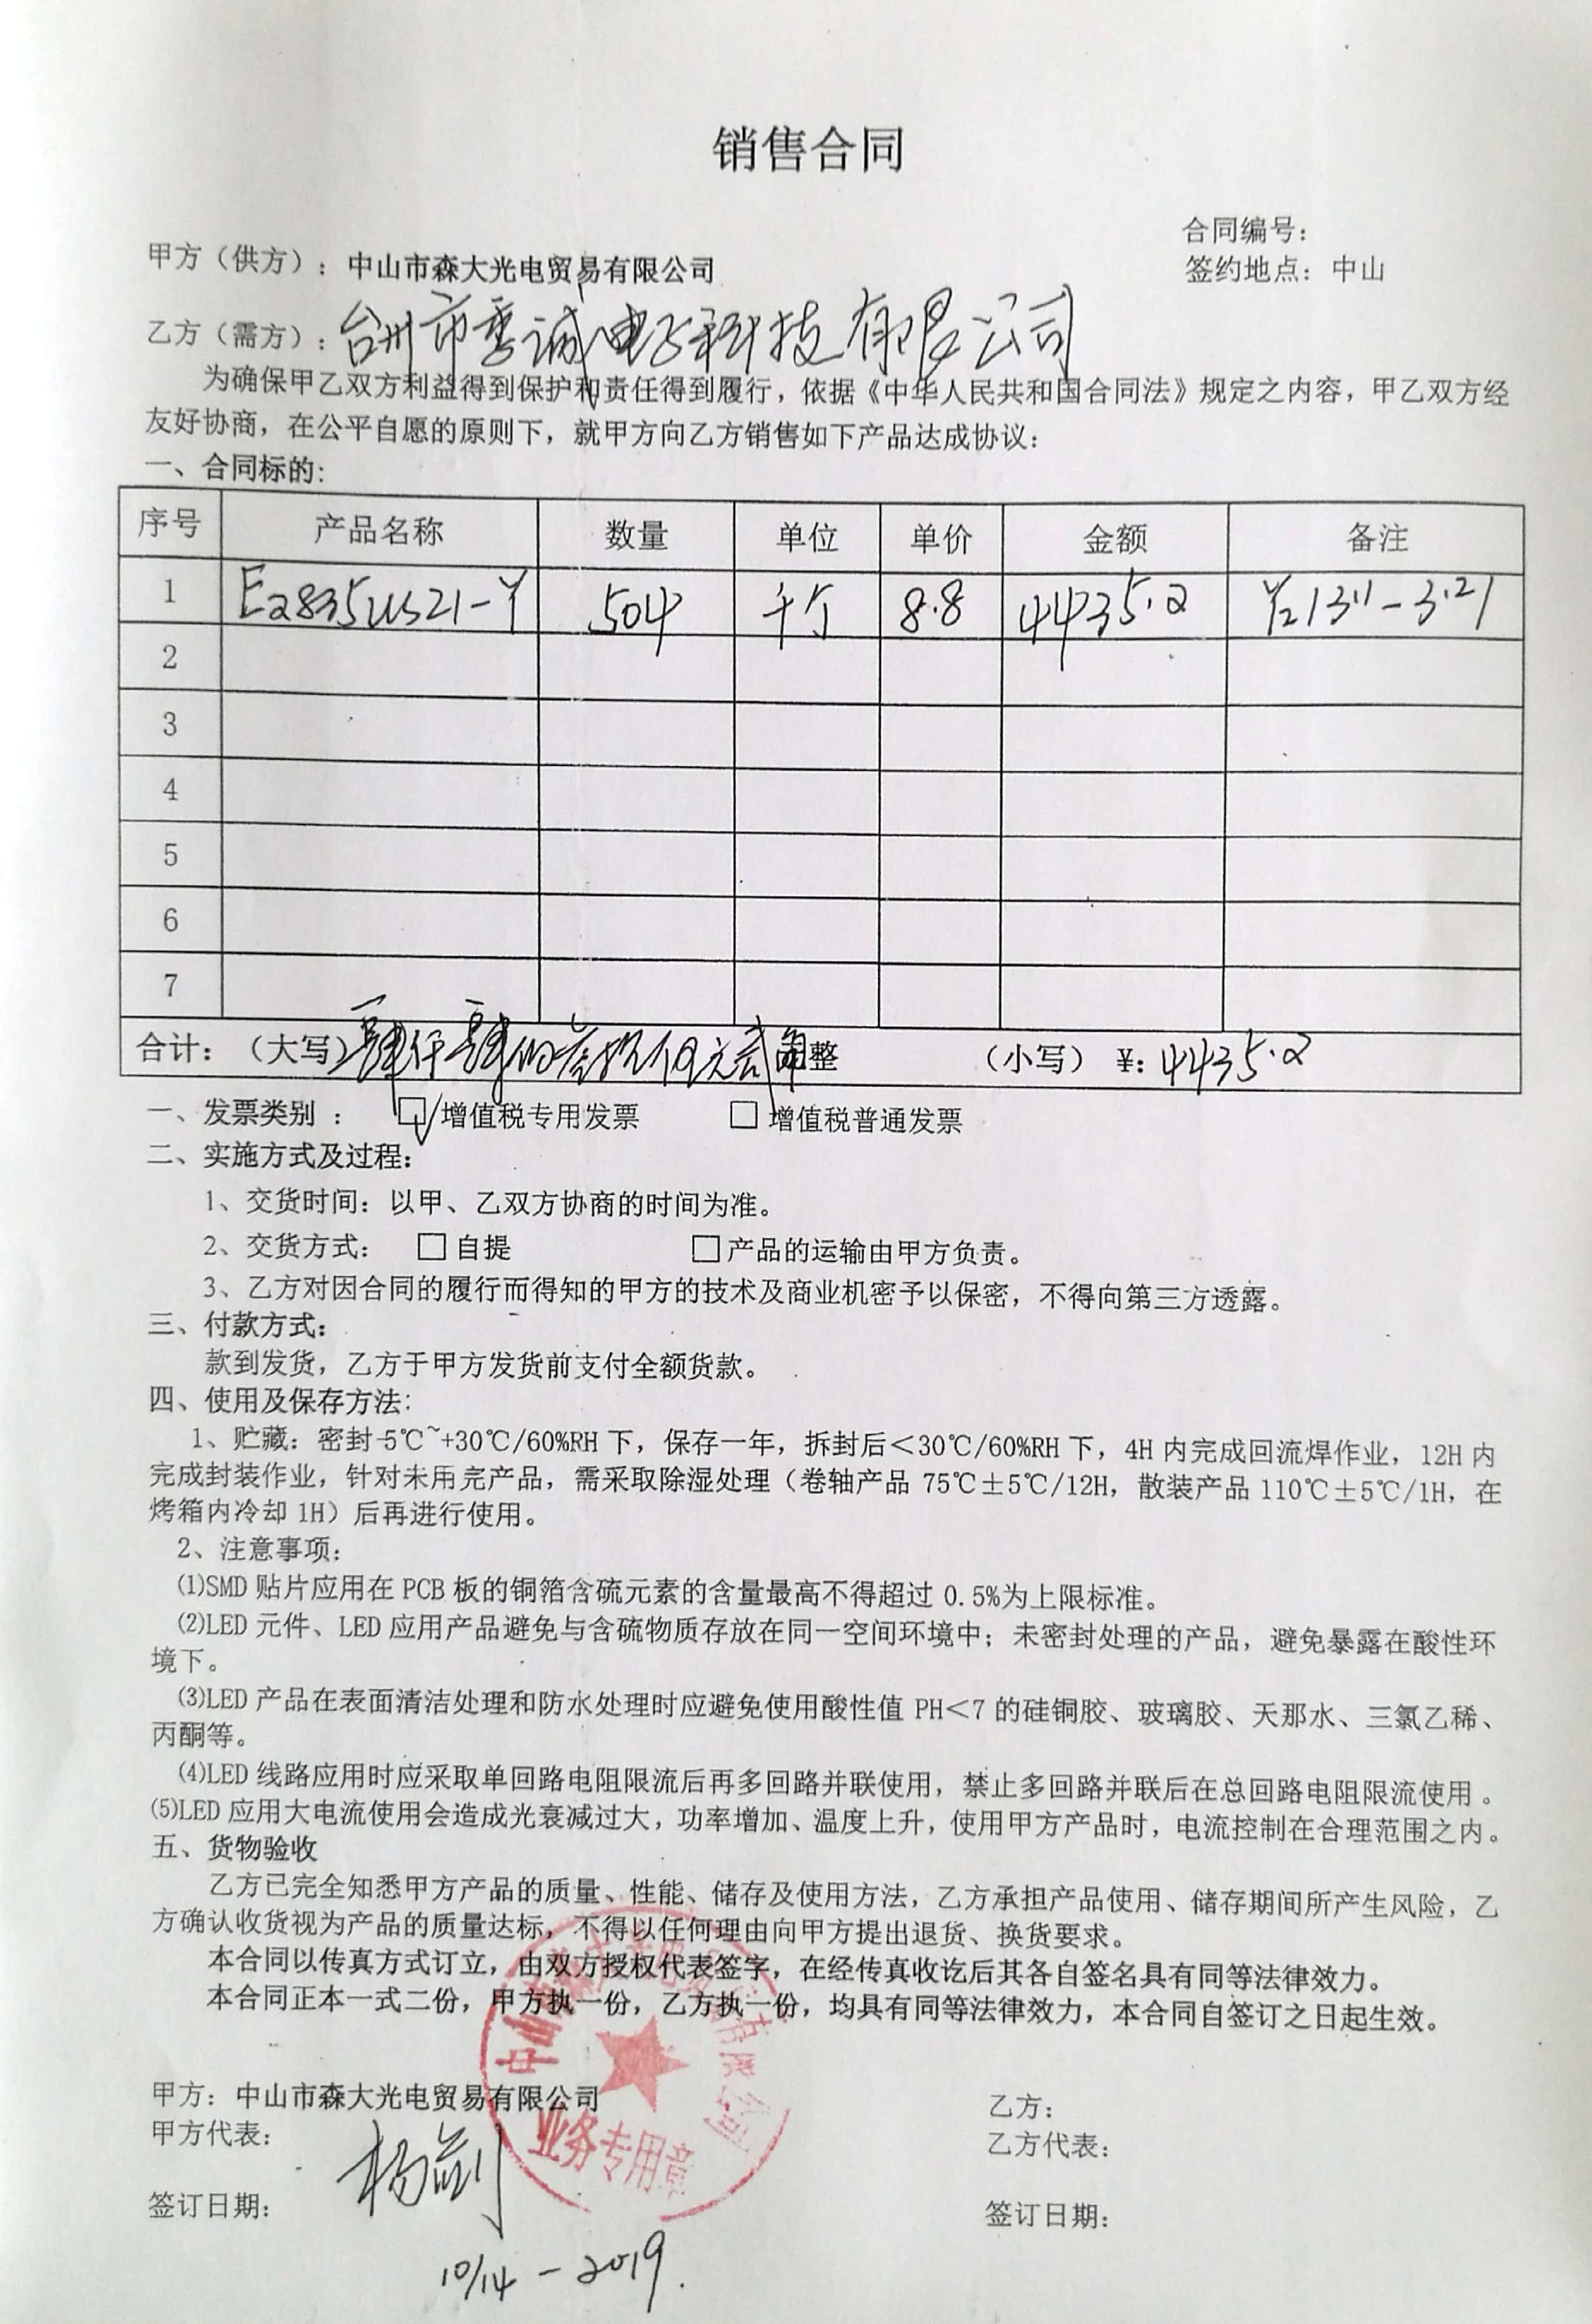 销售合同
合同编号：
甲方（供方）：中山市森大光电贸易有限公司
签约地点：中山
乙方（需方）：台州市季诚电子科技有限公司
为确保甲乙双方利益得到保护和责任得到履行，依据《中华人民共和国合同法》规定之内容，甲乙双方经
友好协商，在公平自愿的原则下，就甲方向乙方销售如下产品达成协议：
一、合同标的:
序号 产品名称 数量 单位 单价 金额 备注
1 E2835US21-Y 504 千个 8.8 4435.2 Y2/3.1-3.21
2
3
4
5
6
7
合计：（大写）肆仟肆佰叁拾伍元贰角整 （小写）¥：4435.2
一、发票类别 ： ☑增值税专用发票 □增值税普通发票
二、实施方式及过程：
1、交货时间：以甲、乙双方协商的时间为准。
2、交货方式： □自提 □产品的运输由甲方负责。
3、乙方对因合同的履行而得知的甲方的技术及商业机密予以保密，不得向第三方透露。
三、付款方式：
款到发货，乙方于甲方发货前支付全额货款。
四、使用及保存方法：
1、贮藏：密封-5℃~+30℃/60%RH 下，保存一年，拆封后＜30℃/60%RH 下，4H 内完成回流焊作业，12H 内
完成封装作业，针对未用完产品，需采取除湿处理（卷轴产品 75℃±5℃/12H，散装产品 110℃±5℃/1H，在
烤箱内冷却 1H）后再进行使用。
2、注意事项：
⑴SMD 贴片应用在 PCB 板的铜箔含硫元素的含量最高不得超过 0.5%为上限标准。
⑵LED 元件、LED 应用产品避免与含硫物质存放在同一空间环境中；未密封处理的产品，避免暴露在酸性环
境下。
⑶LED 产品在表面清洁处理和防水处理时应避免使用酸性值 PH＜7 的硅铜胶、玻璃胶、天那水、三氯乙稀、
丙酮等。
⑷LED 线路应用时应采取单回路电阻限流后再多回路并联使用，禁止多回路并联后在总回路电阻限流使用。
⑸LED 应用大电流使用会造成光衰减过大，功率增加、温度上升，使用甲方产品时，电流控制在合理范围之内。
五、货物验收
乙方已完全知悉甲方产品的质量、性能、储存及使用方法，乙方承担产品使用、储存期间所产生风险，乙
方确认收货视为产品的质量达标，不得以任何理由向甲方提出退货、换货要求。
本合同以传真方式订立，由双方授权代表签字，在经传真收讫后其各自签名具有同等法律效力。
本合同正本一式二份，甲方执一份，乙方执一份，均具有同等法律效力，本合同自签订之日起生效。
中山市森大光电贸易有限公司
业务专用章
甲方：中山市森大光电贸易有限公司
乙方：
甲方代表： 杨剑
乙方代表：
签订日期：
签订日期：
10/14-2019.